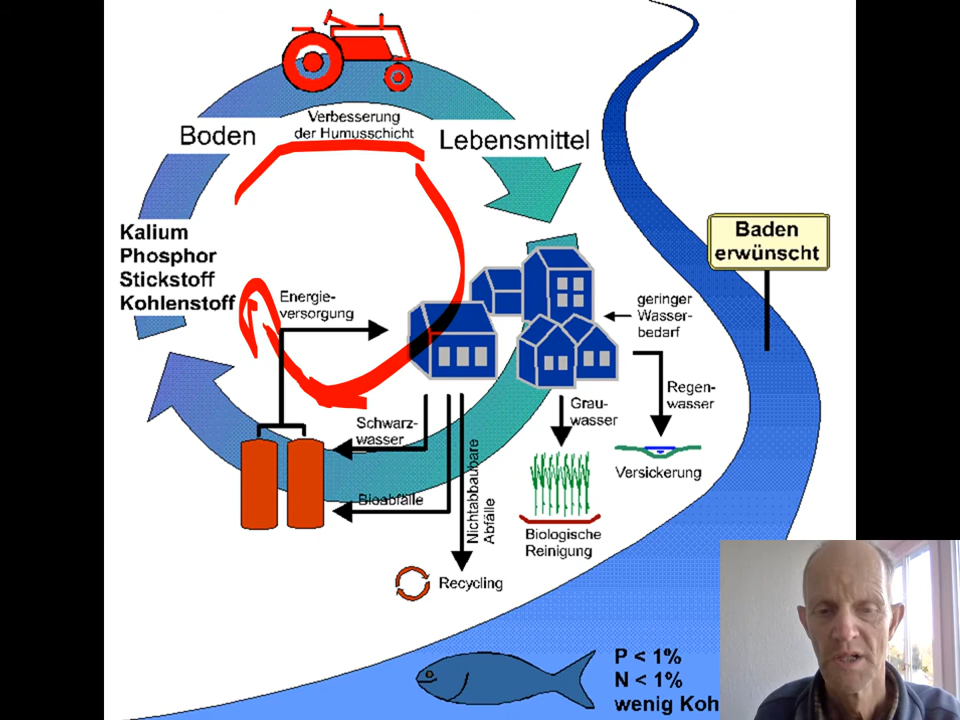 Verbesserung
der Humusschicht
Boden
Lebensmittel
Kalium
Phosphor
Stickstoff
Kohlenstoff
Energie-
versorgung
Baden
erwünscht
geringer
Wasser-
bedarf
Regen-
wasser
Grau-
wasser
Schwarz-
wasser
Versickerung
Bioabfälle
Nichtabbaubare
Abfälle
Biologische
Reinigung
Recycling
P < 1%
N < 1%
wenig Koh